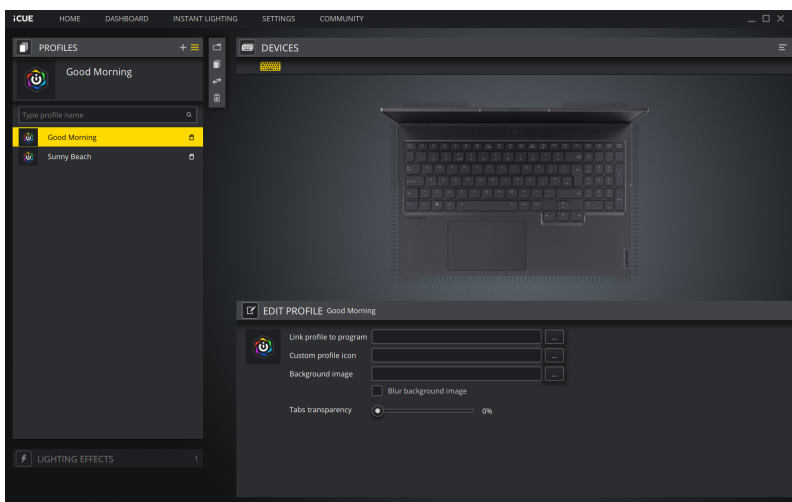 iCUE HOME DASHBOARD INSTANT LIGHTING SETTINGS COMMUNITY
PROFILES
Good Morning
Type profile name
Good Morning
Sunny Beach
LIGHTING EFFECTS 1
DEVICES
EDIT PROFILE Good Morning
Link profile to program ...
Custom profile icon ...
Background image ...
Blur background image
Tabs transparency 0%